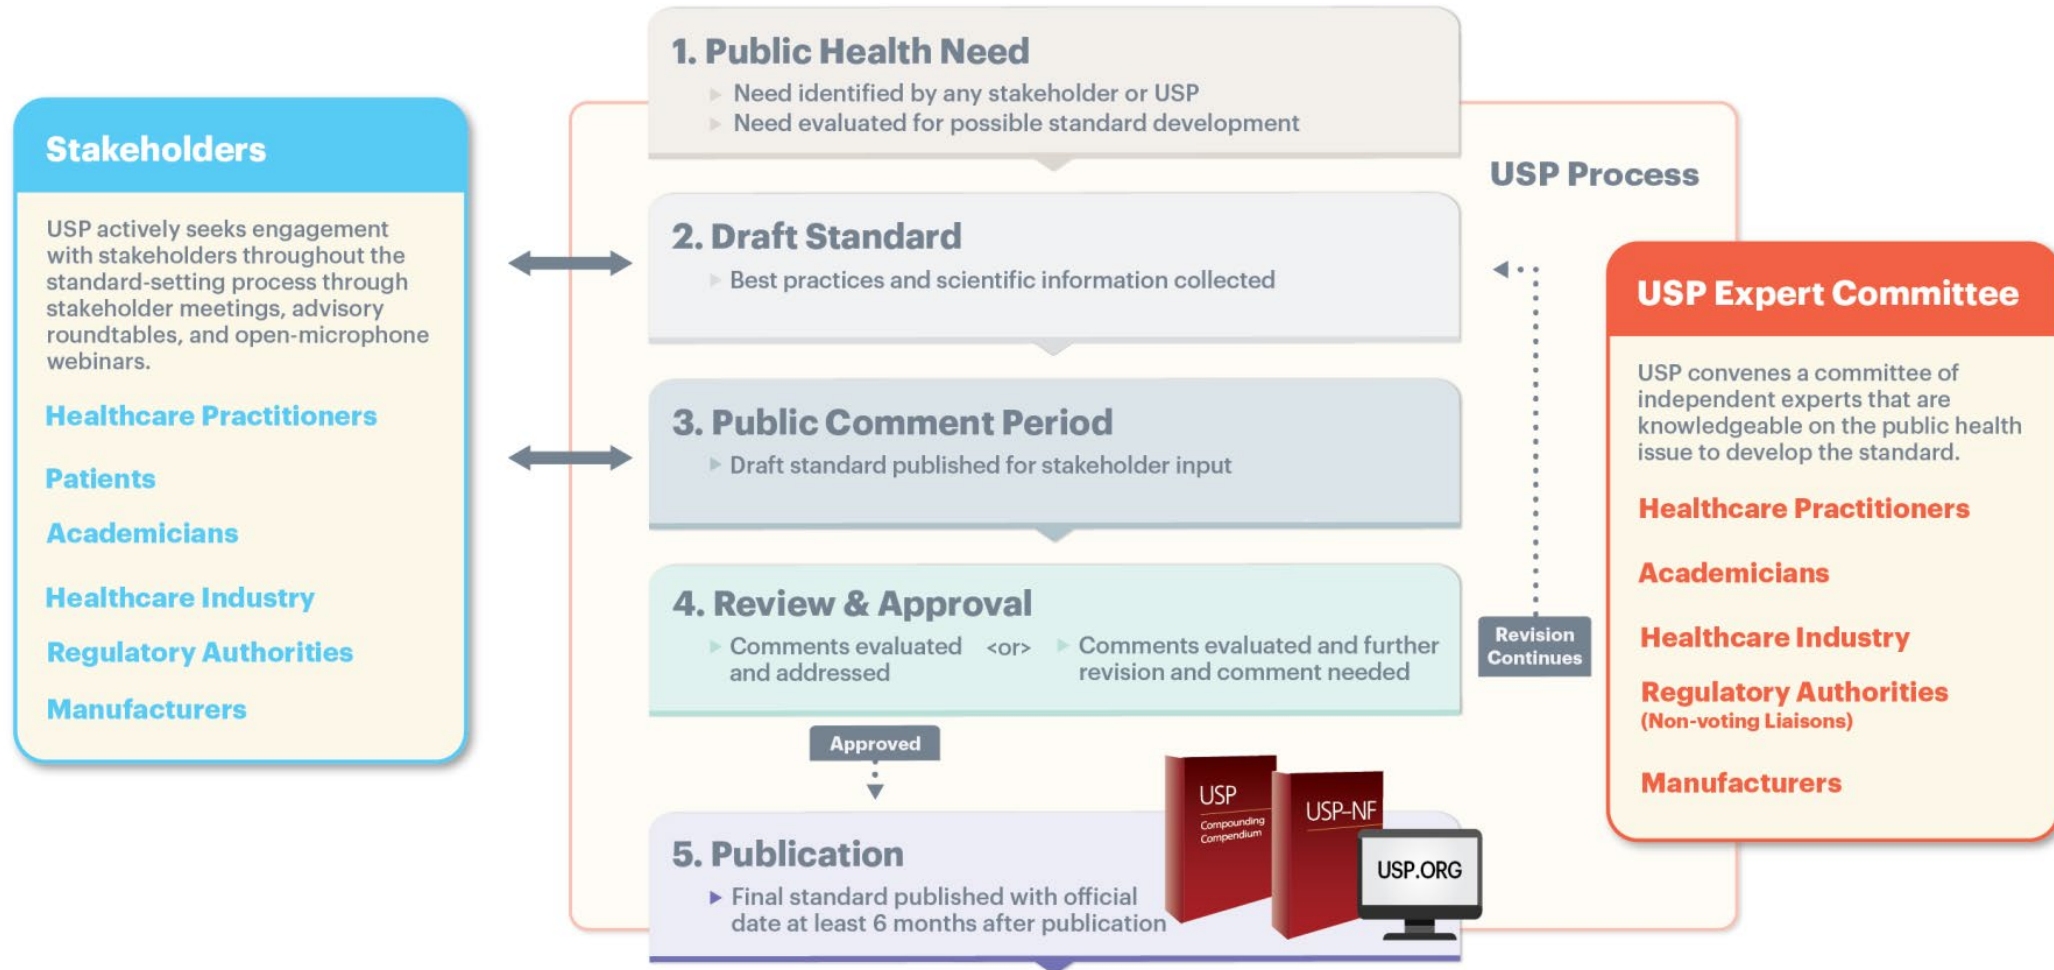 1. Public Health Need
Need identified by any stakeholder or USP
Need evaluated for possible standard development
Stakeholders
USP actively seeks engagement
with stakeholders throughout the
standard-setting process through
stakeholder meetings, advisory
roundtables, and open-microphone
webinars.
Healthcare Practitioners
Patients
Academicians
Healthcare Industry
Regulatory Authorities
Manufacturers
USP Process
2. Draft Standard
Best practices and scientific information collected
3. Public Comment Period
Draft standard published for stakeholder input
4. Review & Approval
Comments evaluated
and addressed
<or>
Comments evaluated and further
revision and comment needed
Revision
Continues
Approved
5. Publication
Final standard published with official
date at least 6 months after publication
USP
Compounding
Compendium
USP–NF
USP.ORG
USP Expert Committee
USP convenes a committee of
independent experts that are
knowledgeable on the public health
issue to develop the standard.
Healthcare Practitioners
Academicians
Healthcare Industry
Regulatory Authorities
(Non-voting Liaisons)
Manufacturers